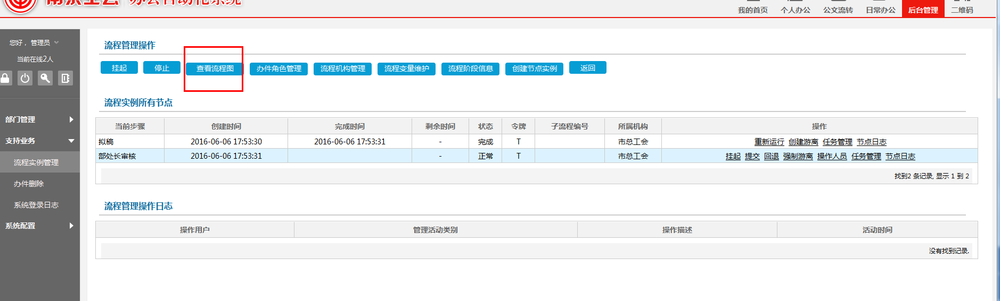 南京工会 办公自动化系统
我的首页 个人办公 公文流转 日常办公 后台管理 二维码
您好， 管理员
当前在线2人
部门管理
支持业务
流程实例管理
办件删除
系统登录日志
系统配置
流程管理操作
挂起 停止 查看流程图 办件角色管理 流程机构管理 流程变量维护 流程阶段信息 创建节点实例 返回
流程实例所有节点
当前步骤 创建时间 完成时间 剩余时间 状态 令牌 子流程编号 所属机构 操作
拟稿 2016-06-06 17:53:30 2016-06-06 17:53:31 - 完成 T 市总工会 重新运行 创建游离 任务管理 节点日志
部处长审核 2016-06-06 17:53:31 - 正常 T 市总工会 挂起 提交 回退 强制游离 操作人员 任务管理 节点日志
找到2 条记录, 显示 1 到 2
流程管理操作日志
操作用户 管理活动类别 操作描述 活动时间
没有找到记录.